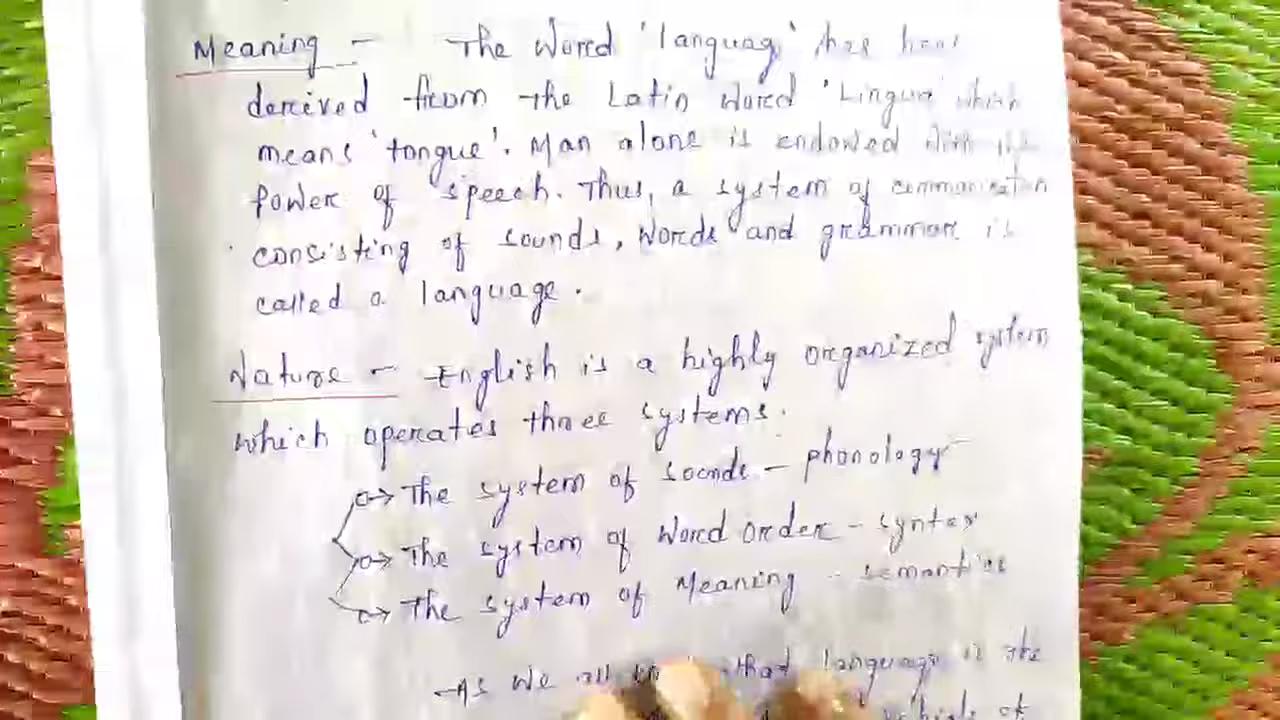 Meaning - The Word 'language' has been
derived from the Latin Word 'Lingua' which
means 'tongue'. Man alone is endowed with the
Power of speech. Thus, a system of communication
consisting of sounds, Words and grammar is
called a language.
Nature - English is a highly organized system
which operates three systems.
→ The system of sounds - phonology
→ The system of Word Order - syntax
→ The system of Meaning - semantics
As We all that language is the
of